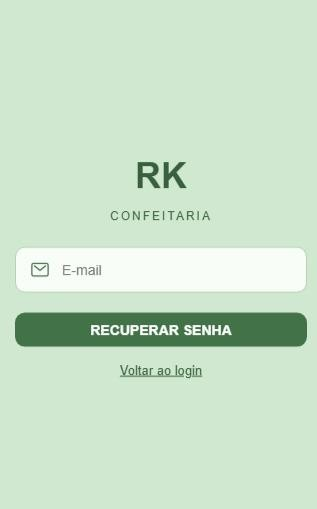 RK
CONFEITARIA
E-mail
RECUPERAR SENHA
Voltar ao login